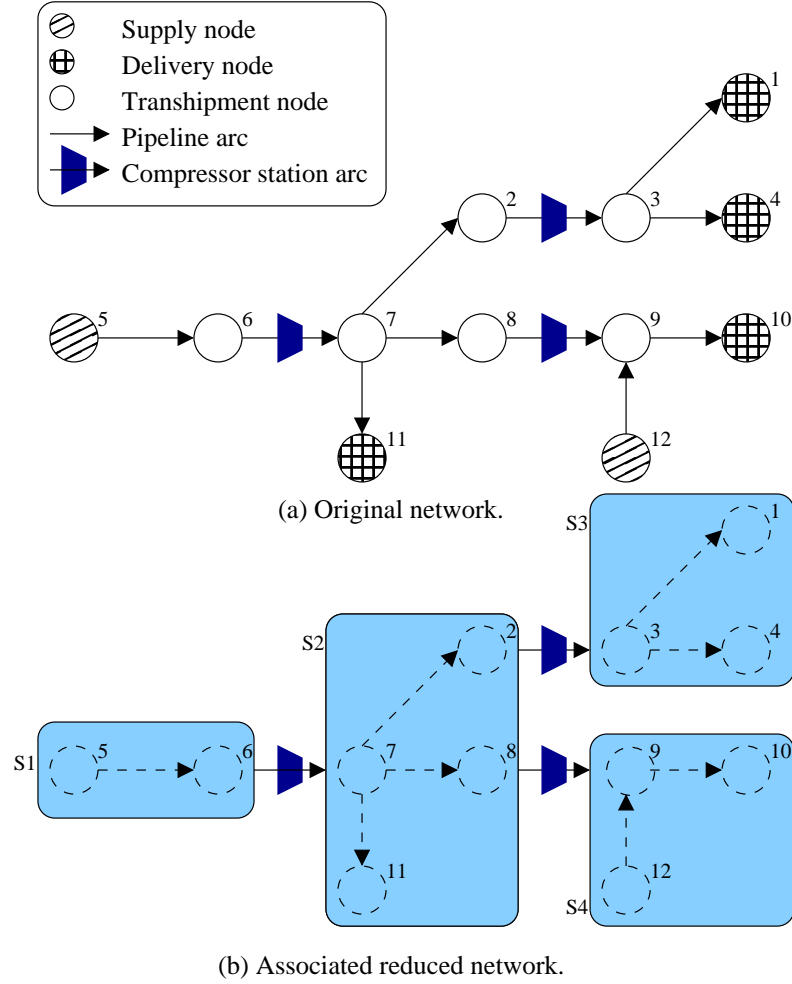 Supply node
Delivery node
Transhipment node
Pipeline arc
Compressor station arc
1
2 3 4
5 6 7 8 9 10
11 12
(a) Original network.
S3 1
S2 2 3 4
S1 5 6 7 8 9 10
11 S4 12
(b) Associated reduced network.